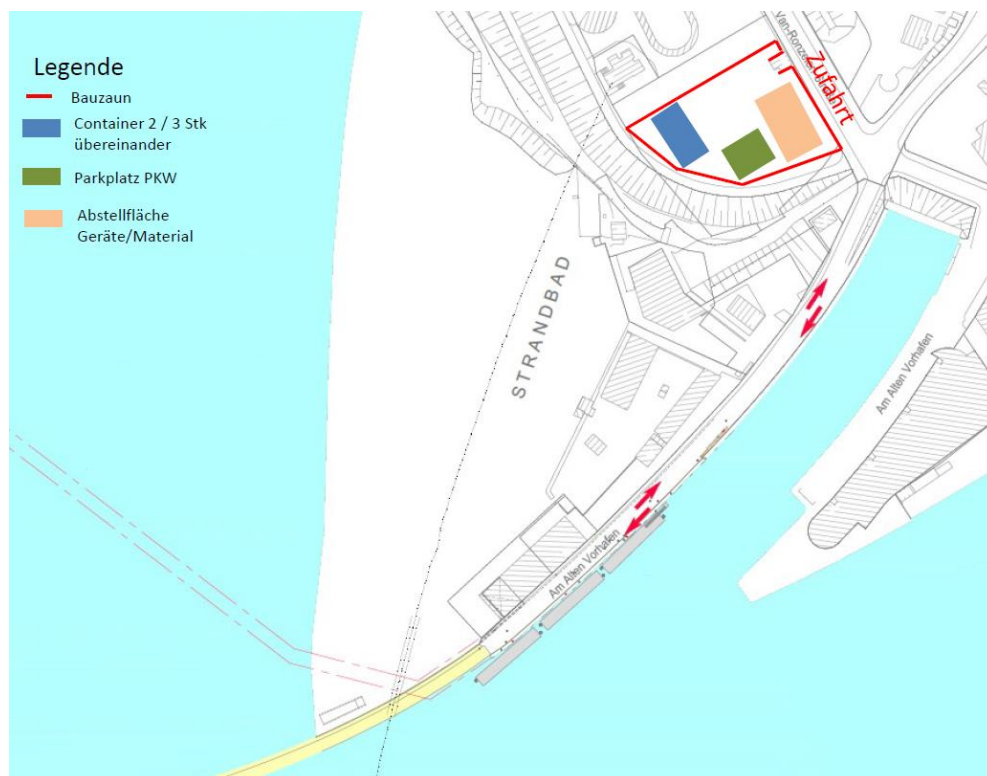 Legende
Bauzaun
Container 2 / 3 Stk
übereinander
Parkplatz PKW
Abstellfläche
Geräte/Material
Zufahrt
STRANDBAD
Am Alten Vorhafen
Am Alten Vorhafen